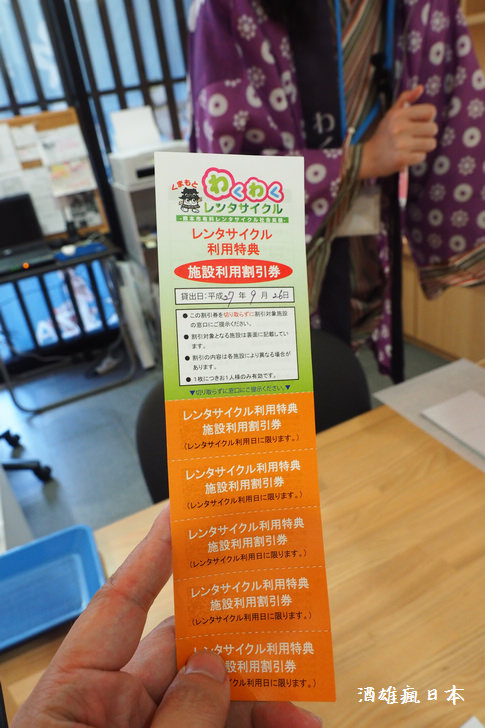 くまもと
わくわく
レンタサイクル
-熊本市有料レンタサイクル社会実験-
レンタサイクル
利用特典
施設利用割引券
貸出日:平成27年9月26日
●この割引券を切り取らずに割引対象施設
の窓口にご提示ください。
●割引対象となる施設は裏面に記載してい
ます。
●割引の内容は各施設により異なる場合が
あります。
●1枚につきお1人様のみ有効です。
▼切り取らずに窓口にご提示ください。▼
レンタサイクル利用特典
施設利用割引券
(レンタサイクル利用日に限ります。)
レンタサイクル利用特典
施設利用割引券
(レンタサイクル利用日に限ります。)
レンタサイクル利用特典
施設利用割引券
(レンタサイクル利用日に限ります。)
レンタサイクル利用特典
施設利用割引券
(レンタサイクル利用日に限ります。)
レンタサイクル利用特典
設利用割引券
レンタサイクル利用日に限ります。)
わく
酒雄瘋日本